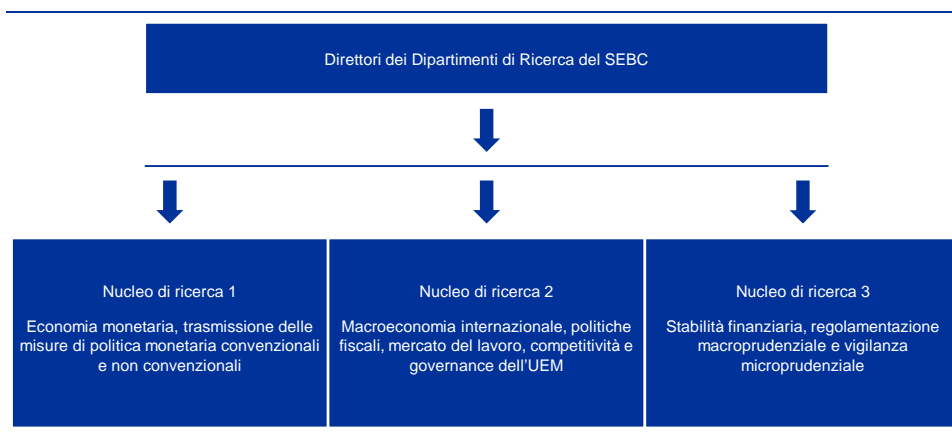 Direttori dei Dipartimenti di Ricerca del SEBC
Nucleo di ricerca 1
Economia monetaria, trasmissione delle
misure di politica monetaria convenzionali
e non convenzionali
Nucleo di ricerca 2
Macroeconomia internazionale, politiche
fiscali, mercato del lavoro, competitività e
governance dell’UEM
Nucleo di ricerca 3
Stabilità finanziaria, regolamentazione
macroprudenziale e vigilanza
microprudenziale